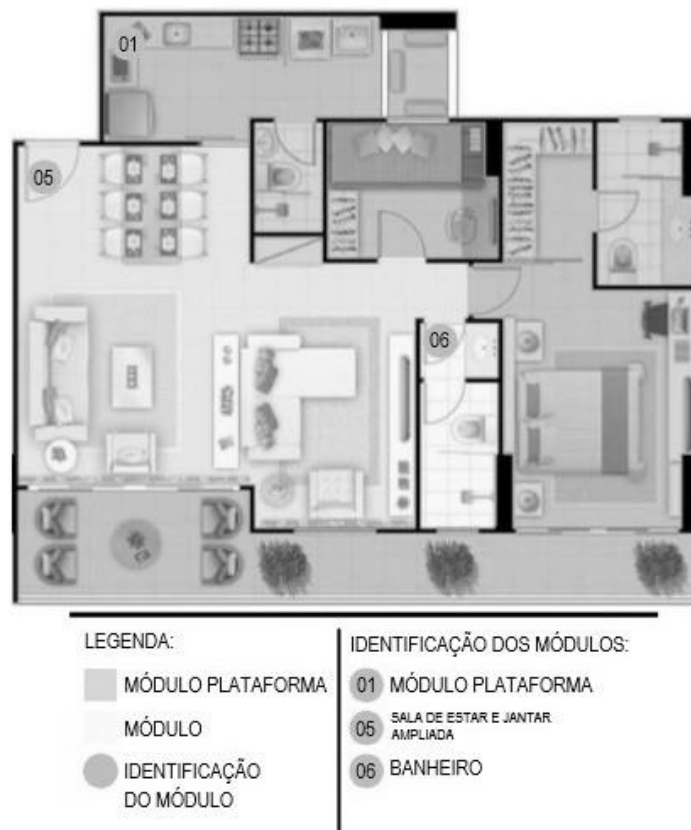 01
05
06
LEGENDA:
MÓDULO PLATAFORMA
MÓDULO
IDENTIFICAÇÃO
DO MÓDULO
IDENTIFICAÇÃO DOS MÓDULOS:
01 MÓDULO PLATAFORMA
05 SALA DE ESTAR E JANTAR
AMPLIADA
06 BANHEIRO